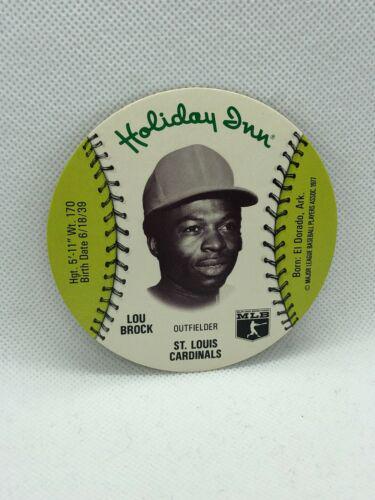 Holiday Inn®
Hgt. 5'-11" Wt. 170
Birth Date 6/18/39
LOU
BROCK
OUTFIELDER
ST. LOUIS
CARDINALS
MLB
Born: El Dorado, Ark.
© MAJOR LEAGUE BASEBALL PLAYERS ASSOC. 1977